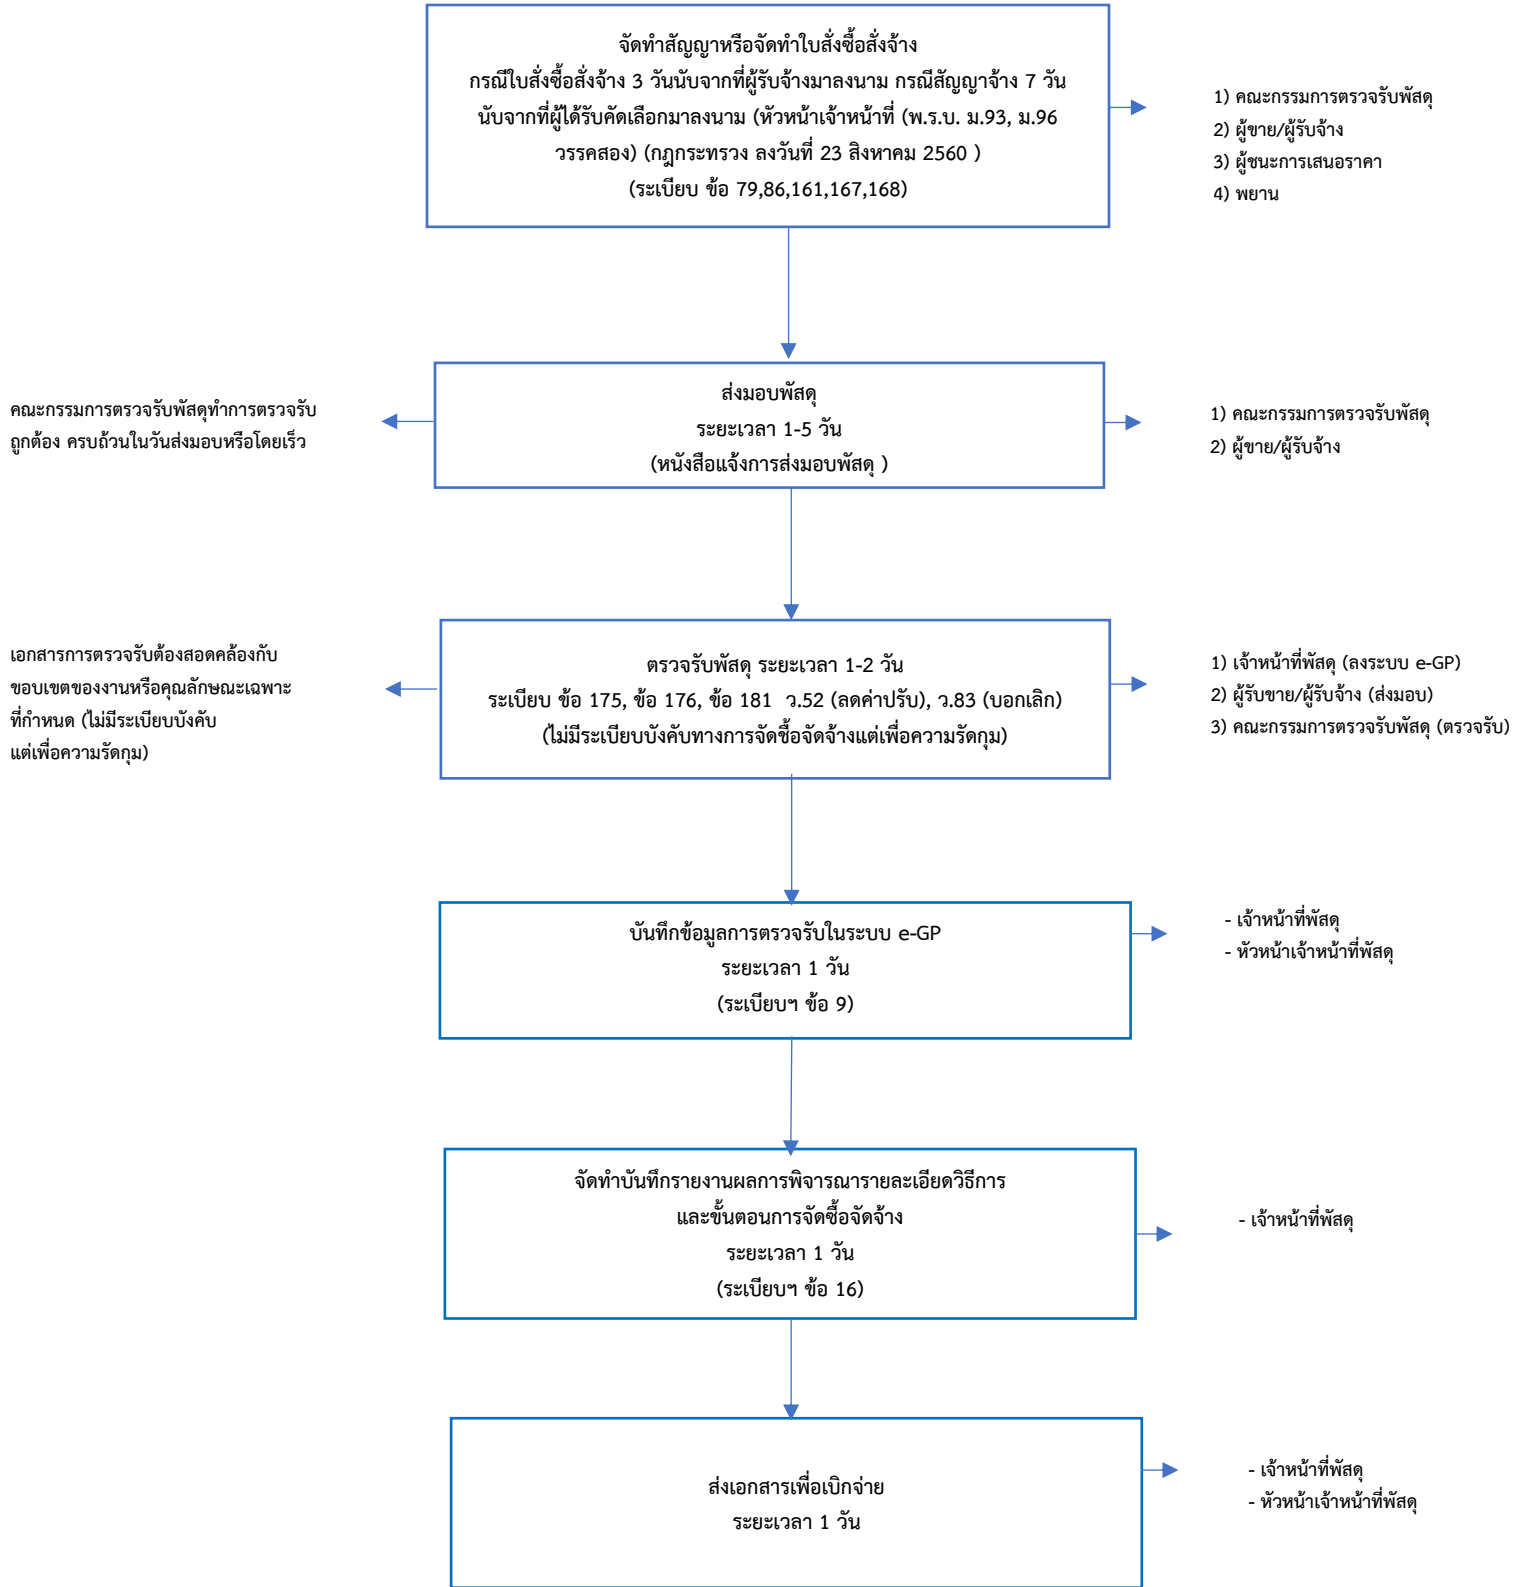 จัดทำสัญญาหรือจัดทำใบสั่งซื้อสั่งจ้าง
กรณีใบสั่งซื้อสั่งจ้าง 3 วันนับจากที่ผู้รับจ้างมาลงนาม กรณีสัญญาจ้าง 7 วัน
นับจากที่ผู้ได้รับคัดเลือกมาลงนาม (หัวหน้าเจ้าหน้าที่ (พ.ร.บ. ม.93, ม.96
วรรคสอง) (กฎกระทรวง ลงวันที่ 23 สิงหาคม 2560 )
(ระเบียบ ข้อ 79,86,161,167,168)
1) คณะกรรมการตรวจรับพัสดุ
2) ผู้ขาย/ผู้รับจ้าง
3) ผู้ชนะการเสนอราคา
4) พยาน
คณะกรรมการตรวจรับพัสดุทำการตรวจรับ
ถูกต้อง ครบถ้วนในวันส่งมอบหรือโดยเร็ว
ส่งมอบพัสดุ
ระยะเวลา 1-5 วัน
(หนังสือแจ้งการส่งมอบพัสดุ )
1) คณะกรรมการตรวจรับพัสดุ
2) ผู้ขาย/ผู้รับจ้าง
เอกสารการตรวจรับต้องสอดคล้องกับ
ขอบเขตของงานหรือคุณลักษณะเฉพาะ
ที่กำหนด (ไม่มีระเบียบบังคับ
แต่เพื่อความรัดกุม)
ตรวจรับพัสดุ ระยะเวลา 1-2 วัน
ระเบียบ ข้อ 175, ข้อ 176, ข้อ 181 ว.52 (ลดค่าปรับ), ว.83 (บอกเลิก)
(ไม่มีระเบียบบังคับทางการจัดซื้อจัดจ้างแต่เพื่อความรัดกุม)
1) เจ้าหน้าที่พัสดุ (ลงระบบ e-GP)
2) ผู้รับขาย/ผู้รับจ้าง (ส่งมอบ)
3) คณะกรรมการตรวจรับพัสดุ (ตรวจรับ)
บันทึกข้อมูลการตรวจรับในระบบ e-GP
ระยะเวลา 1 วัน
(ระเบียบฯ ข้อ 9)
- เจ้าหน้าที่พัสดุ
- หัวหน้าเจ้าหน้าที่พัสดุ
จัดทำบันทึกรายงานผลการพิจารณารายละเอียดวิธีการ
และขั้นตอนการจัดซื้อจัดจ้าง
ระยะเวลา 1 วัน
(ระเบียบฯ ข้อ 16)
- เจ้าหน้าที่พัสดุ
ส่งเอกสารเพื่อเบิกจ่าย
ระยะเวลา 1 วัน
- เจ้าหน้าที่พัสดุ
- หัวหน้าเจ้าหน้าที่พัสดุ